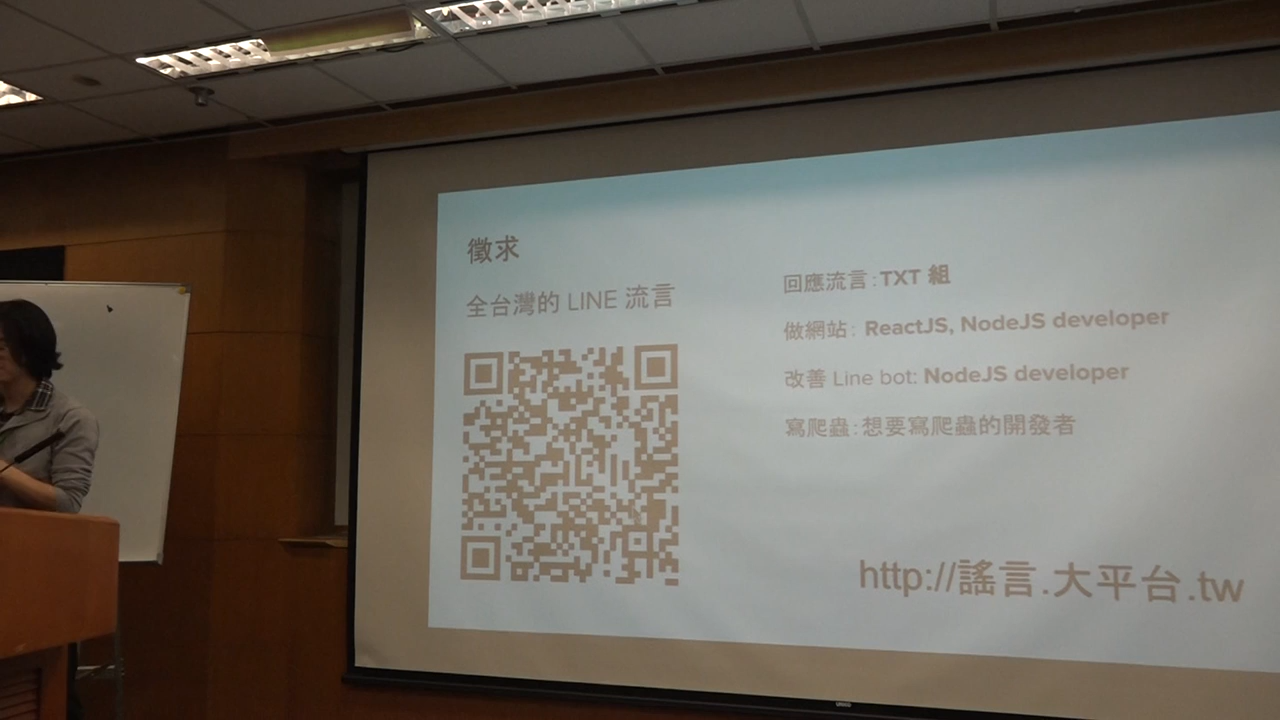 徵求
全台灣的 LINE 流言
回應流言：TXT 組
做網站： ReactJS, NodeJS developer
改善 Line bot: NodeJS developer
寫爬蟲：想要寫爬蟲的開發者
http://謠言.大平台.tw